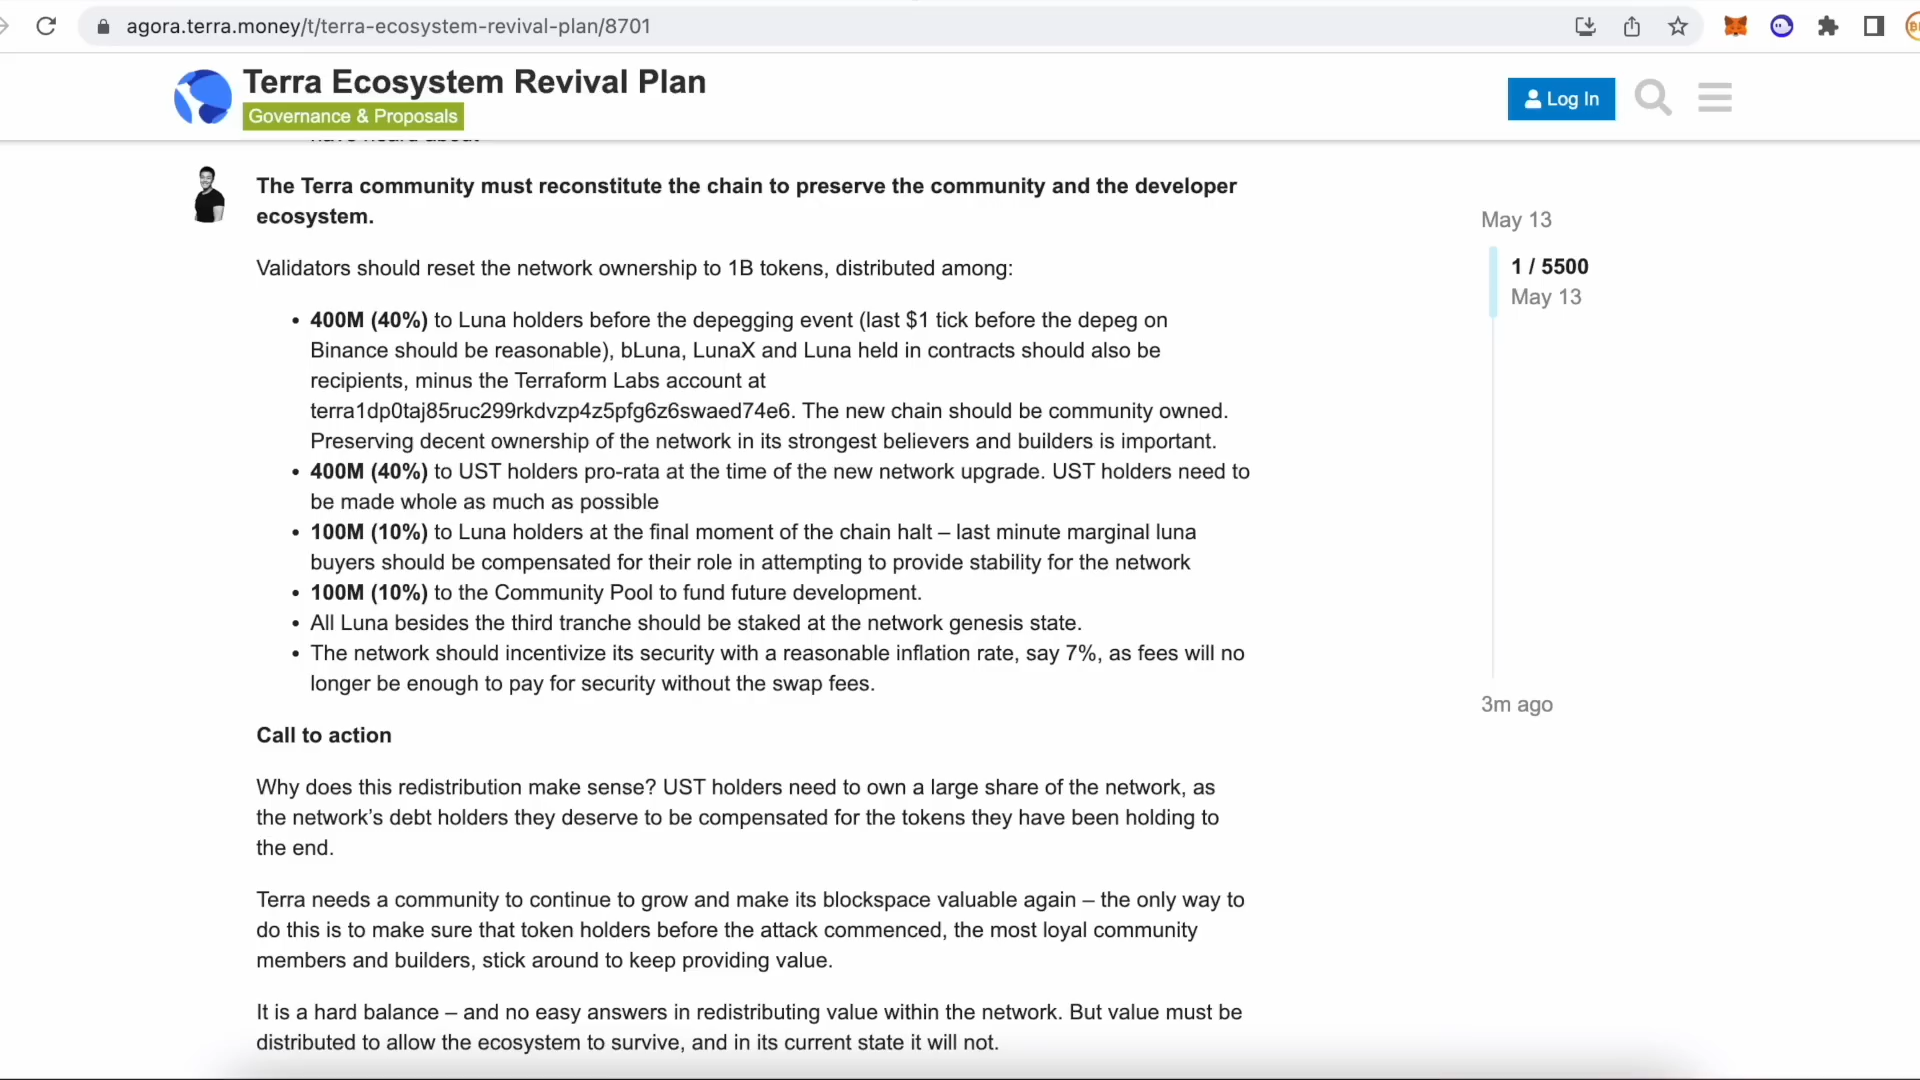 agora.terra.money/t/terra-ecosystem-revival-plan/8701
Terra Ecosystem Revival Plan
Governance & Proposals
Log In
The Terra community must reconstitute the chain to preserve the community and the developer
ecosystem.
Validators should reset the network ownership to 1B tokens, distributed among:
• 400M (40%) to Luna holders before the depegging event (last $1 tick before the depeg on
Binance should be reasonable), bLuna, LunaX and Luna held in contracts should also be
recipients, minus the Terraform Labs account at
terra1dp0taj85ruc299rkdvzp4z5pfg6z6swaed74e6. The new chain should be community owned.
Preserving decent ownership of the network in its strongest believers and builders is important.
• 400M (40%) to UST holders pro-rata at the time of the new network upgrade. UST holders need to
be made whole as much as possible
• 100M (10%) to Luna holders at the final moment of the chain halt – last minute marginal luna
buyers should be compensated for their role in attempting to provide stability for the network
• 100M (10%) to the Community Pool to fund future development.
• All Luna besides the third tranche should be staked at the network genesis state.
• The network should incentivize its security with a reasonable inflation rate, say 7%, as fees will no
longer be enough to pay for security without the swap fees.
Call to action
Why does this redistribution make sense? UST holders need to own a large share of the network, as
the network's debt holders they deserve to be compensated for the tokens they have been holding to
the end.
Terra needs a community to continue to grow and make its blockspace valuable again – the only way to
do this is to make sure that token holders before the attack commenced, the most loyal community
members and builders, stick around to keep providing value.
It is a hard balance – and no easy answers in redistributing value within the network. But value must be
distributed to allow the ecosystem to survive, and in its current state it will not.
May 13
1 / 5500
May 13
3m ago